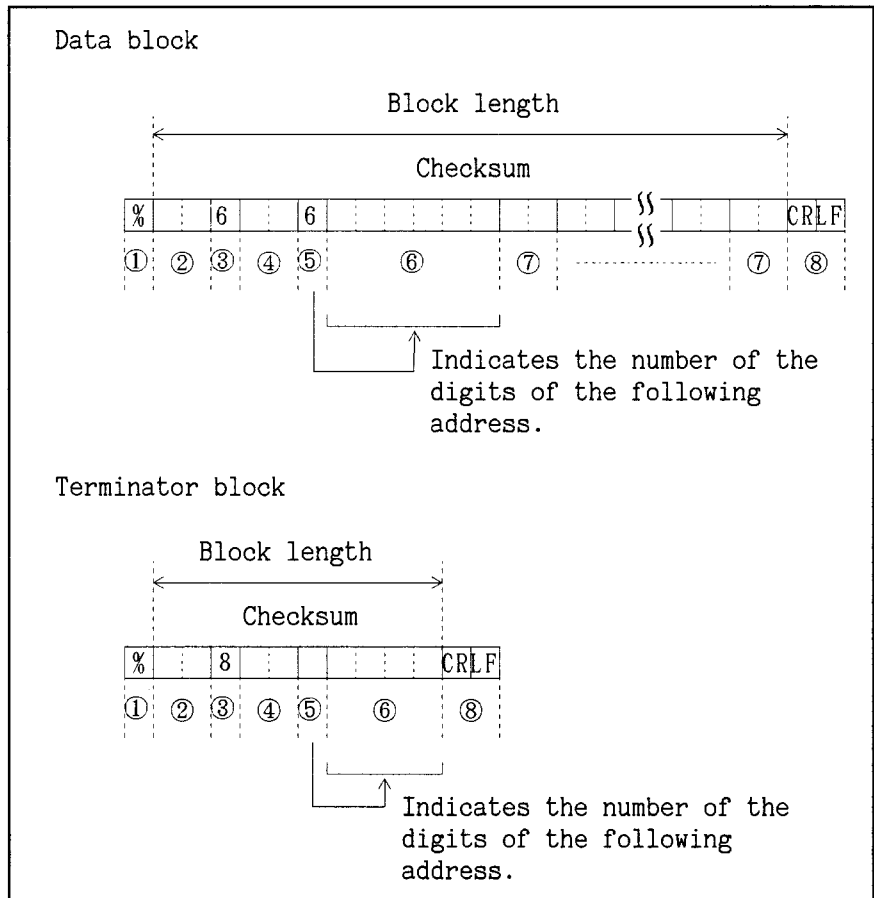 Data block
Block length
Checksum
% 6 6 CR LF
① ② ③ ④ ⑤ ⑥ ⑦ ⑦ ⑧
Indicates the number of the
digits of the following
address.
Terminator block
Block length
Checksum
% 8 CR LF
① ② ③ ④ ⑤ ⑥ ⑧
Indicates the number of the
digits of the following
address.